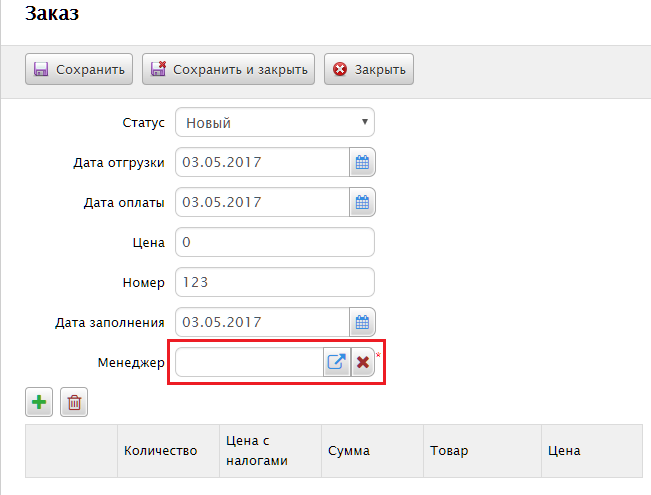 Заказ
Сохранить Сохранить и закрыть Закрыть
Статус Новый
Дата отгрузки 03.05.2017
Дата оплаты 03.05.2017
Цена 0
Номер 123
Дата заполнения 03.05.2017
Менеджер *
Количество Цена с налогами Сумма Товар Цена